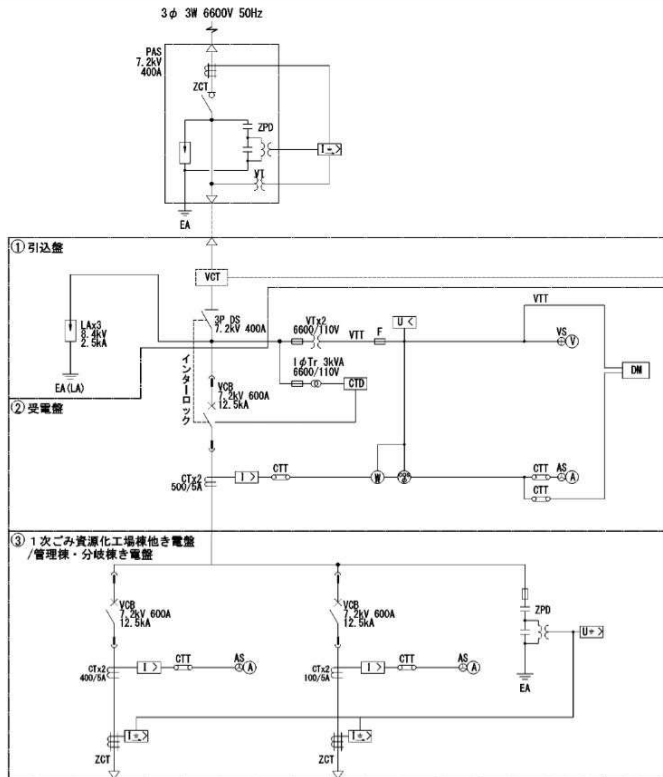 3φ 3W 6600V 50Hz
PAS
7.2kV
400A
ZCT
ZPD
I⏚>
VT
EA
① 引込盤
VCT
3P DS
7.2kV 400A
LAx3
8.4kV
2.5kA
EA(LA)
インターロック
VTx2
6600/110V
VTT
F
U<
VTT
VS
V
1φTr 3kVA
6600/110V
CTD
DM
VCB
7.2kV 600A
12.5kA
② 受電盤
CTx2
500/5A
I>
CTT
W
cosφ
CTT
AS
A
CTT
③ 1次ごみ資源化工場棟他き電盤
/管理棟・分岐棟き電盤
VCB
7.2kV 600A
12.5kA
VCB
7.2kV 600A
12.5kA
ZPD
U⏚>
CTx2
400/5A
I>
CTT
AS
A
CTx2
100/5A
I>
CTT
AS
A
EA
I⏚>
ZCT
I⏚>
ZCT